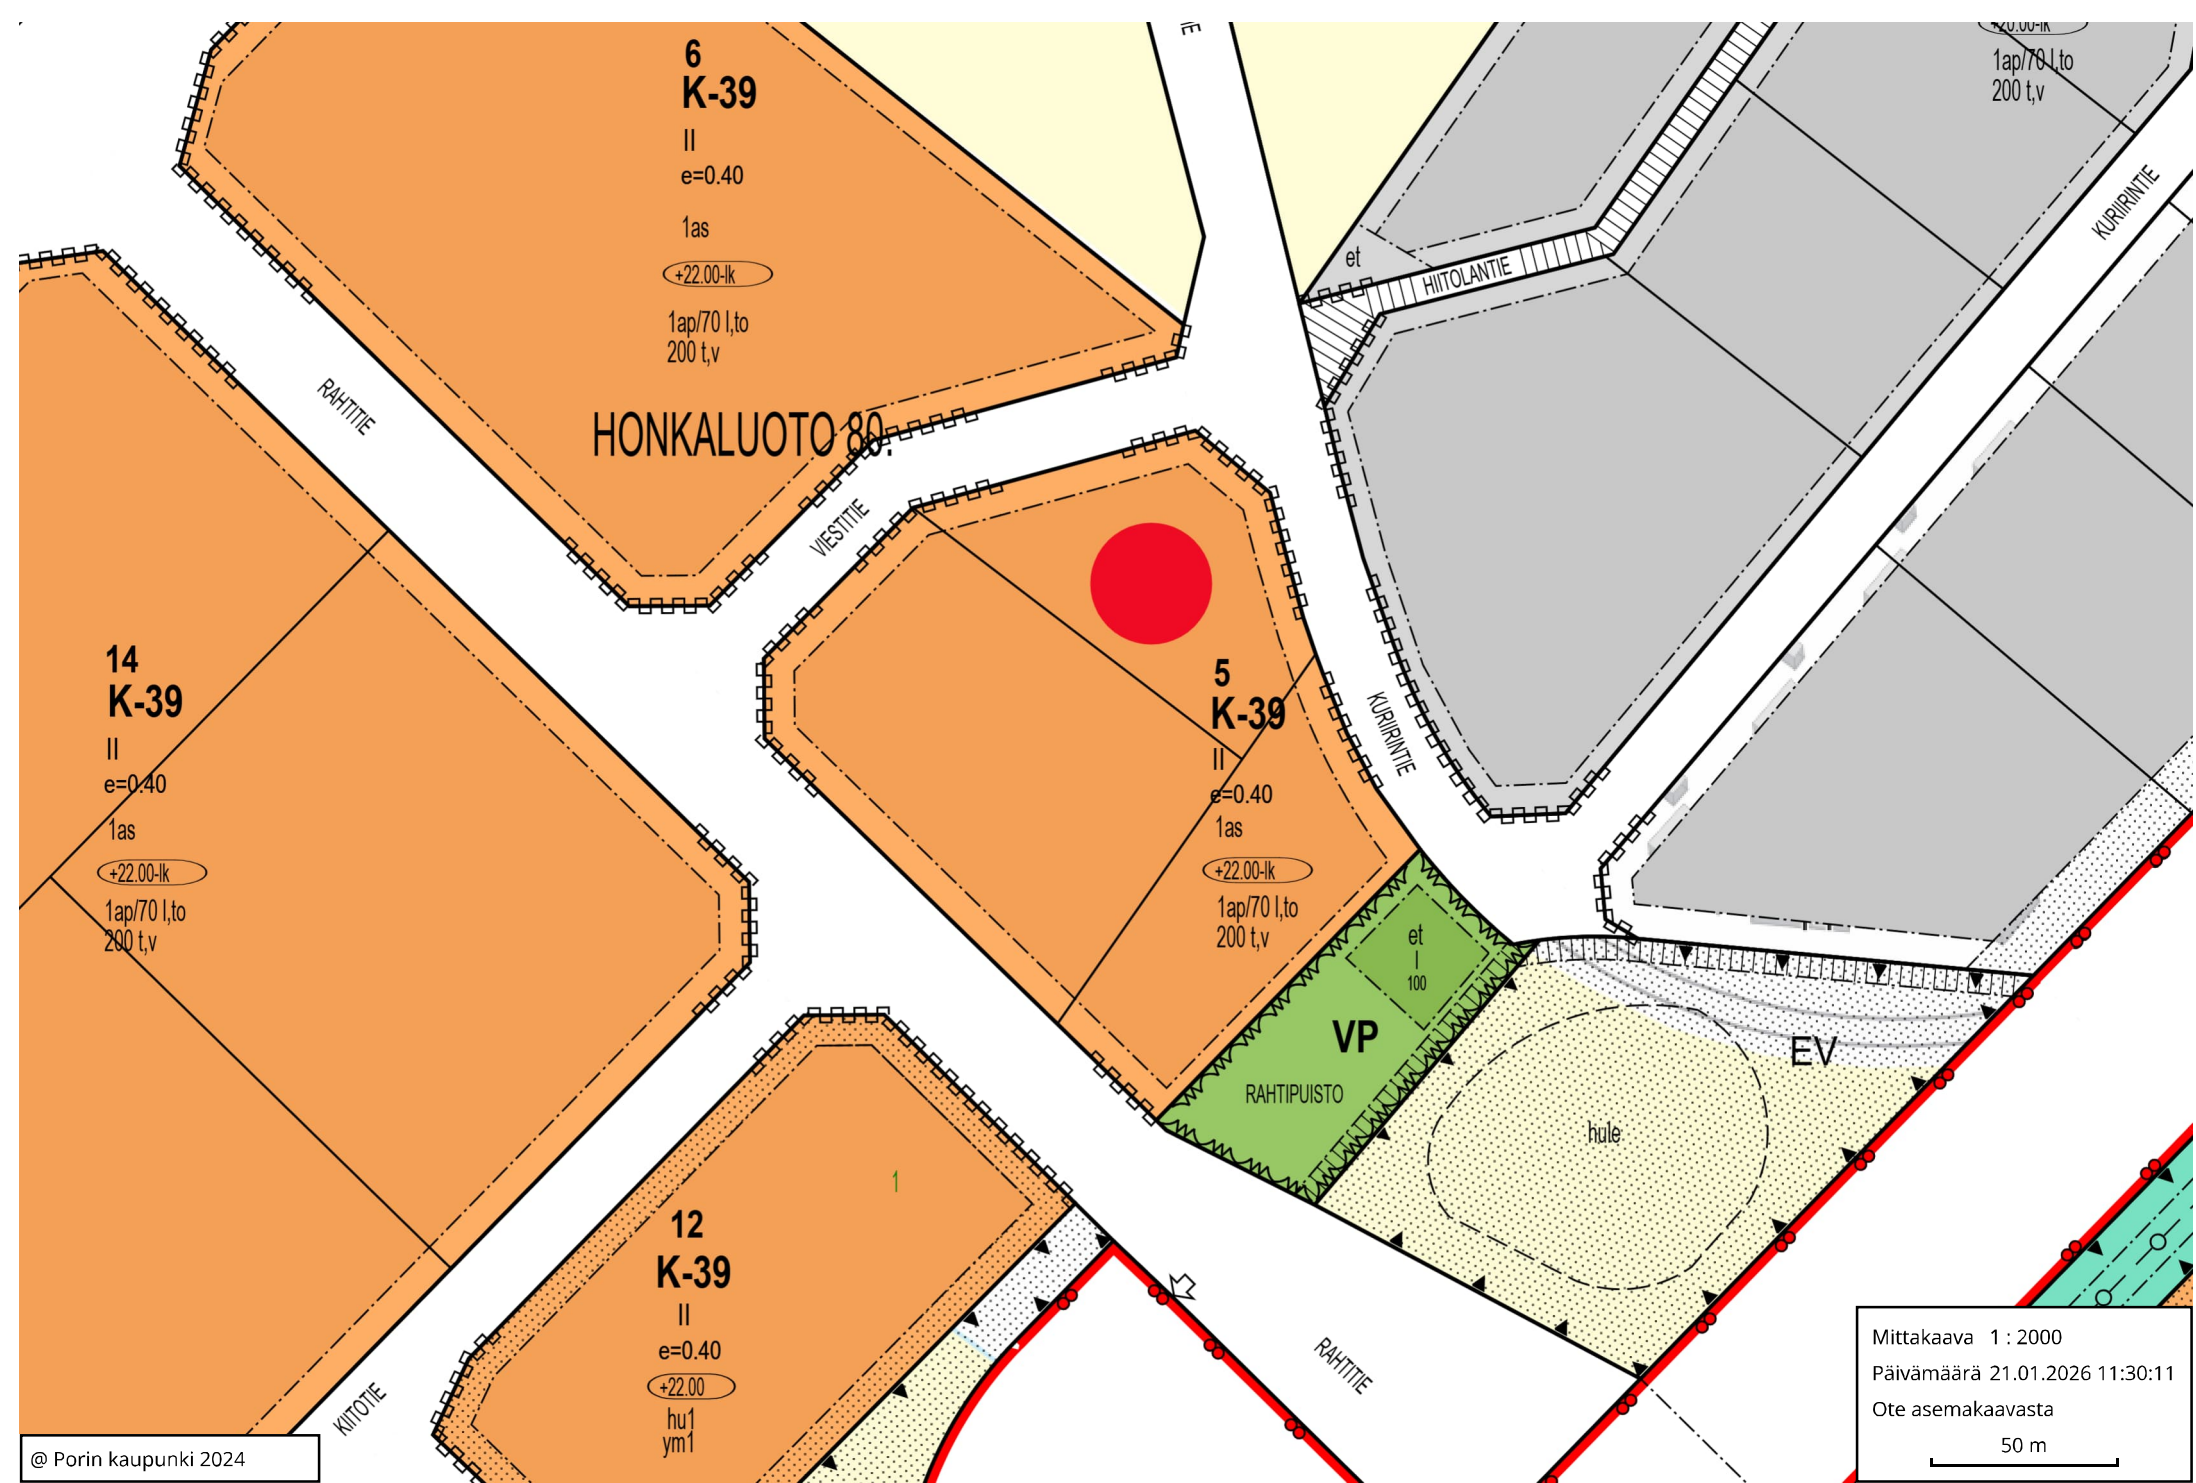 6
K-39
II
e=0.40
1as
+22.00-lk
1ap/70 l,to
200 t,v
+20.00-lk
1ap/70 l,to
200 t,v
KURIIRINTIE
et
HIITOLANTIE
RAHTITIE
HONKALUOTO 80.
VIESTITIE
14
K-39
II
e=0.40
1as
+22.00-lk
1ap/70 l,to
200 t,v
5
K-39
II
e=0.40
1as
+22.00-lk
1ap/70 l,to
200 t,v
KURIIRINTIE
et
I
100
VP
RAHTIPUISTO
EV
hule
1
12
K-39
II
e=0.40
+22.00
hu1
ym1
KIITOTIE
RAHTITIE
Mittakaava 1 : 2000
Päivämäärä 21.01.2026 11:30:11
Ote asemakaavasta
50 m
@ Porin kaupunki 2024